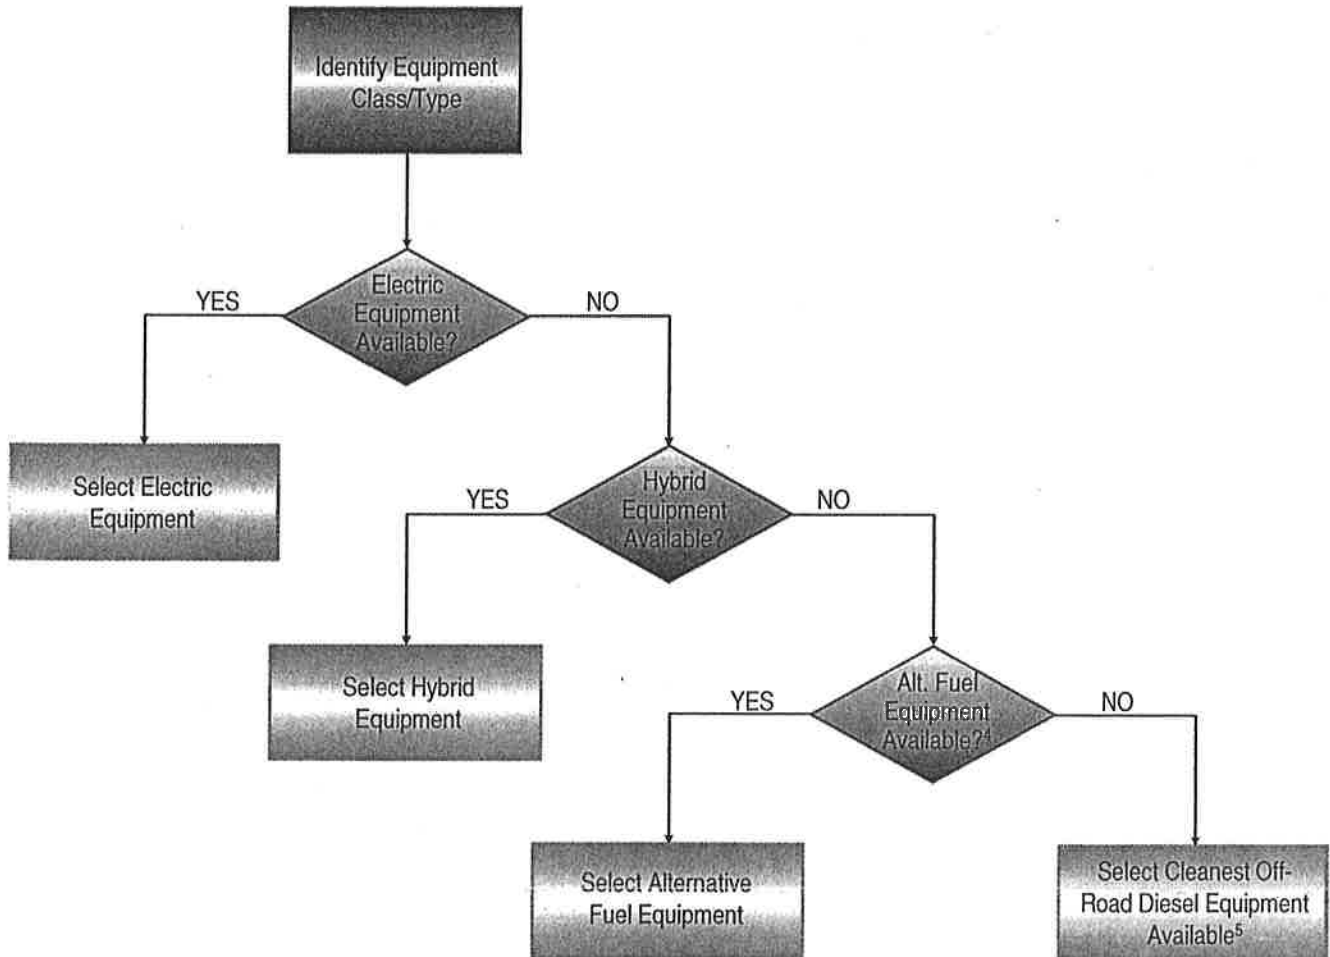 Identify Equipment
Class/Type
Electric
Equipment
Available?
YES
NO
Select Electric
Equipment
Hybrid
Equipment
Available?
YES
NO
Select Hybrid
Equipment
Alt. Fuel
Equipment
Available?⁴
YES
NO
Select Alternative
Fuel Equipment
Select Cleanest Off-
Road Diesel Equipment
Available⁵